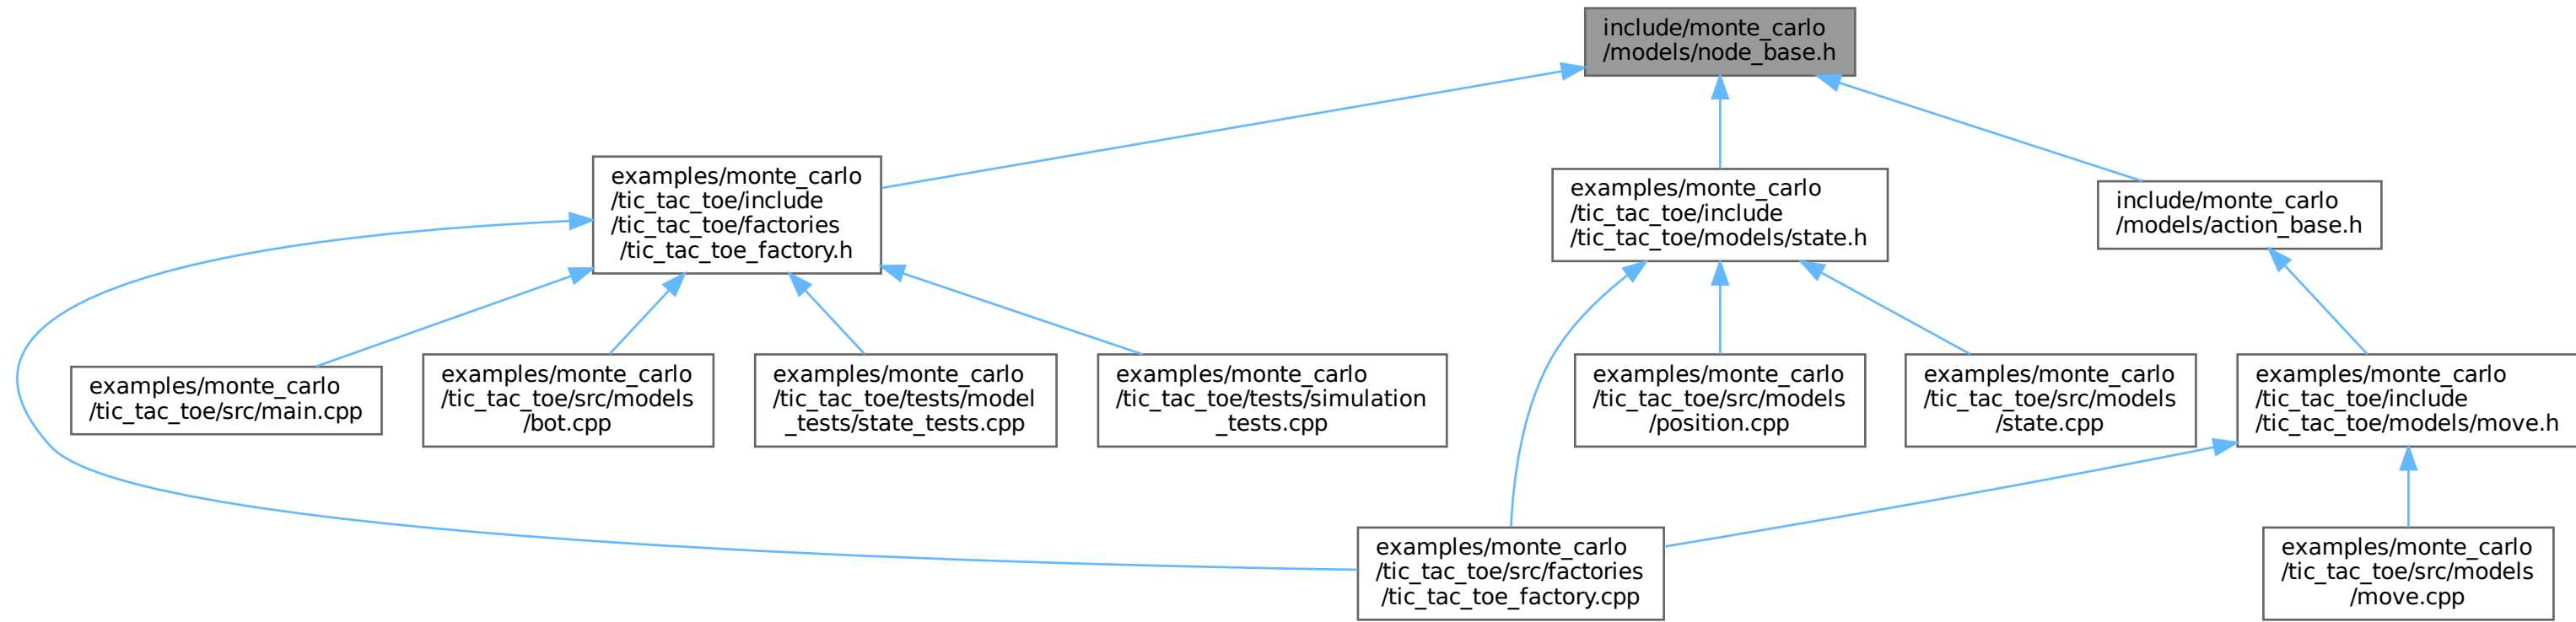 include/monte_carlo
/models/node_base.h
examples/monte_carlo
/tic_tac_toe/include
/tic_tac_toe/factories
/tic_tac_toe_factory.h
examples/monte_carlo
/tic_tac_toe/include
/tic_tac_toe/models/state.h
include/monte_carlo
/models/action_base.h
examples/monte_carlo
/tic_tac_toe/src/main.cpp
examples/monte_carlo
/tic_tac_toe/src/models
/bot.cpp
examples/monte_carlo
/tic_tac_toe/tests/model
_tests/state_tests.cpp
examples/monte_carlo
/tic_tac_toe/tests/simulation
_tests.cpp
examples/monte_carlo
/tic_tac_toe/src/models
/position.cpp
examples/monte_carlo
/tic_tac_toe/src/models
/state.cpp
examples/monte_carlo
/tic_tac_toe/include
/tic_tac_toe/models/move.h
examples/monte_carlo
/tic_tac_toe/src/factories
/tic_tac_toe_factory.cpp
examples/monte_carlo
/tic_tac_toe/src/models
/move.cpp